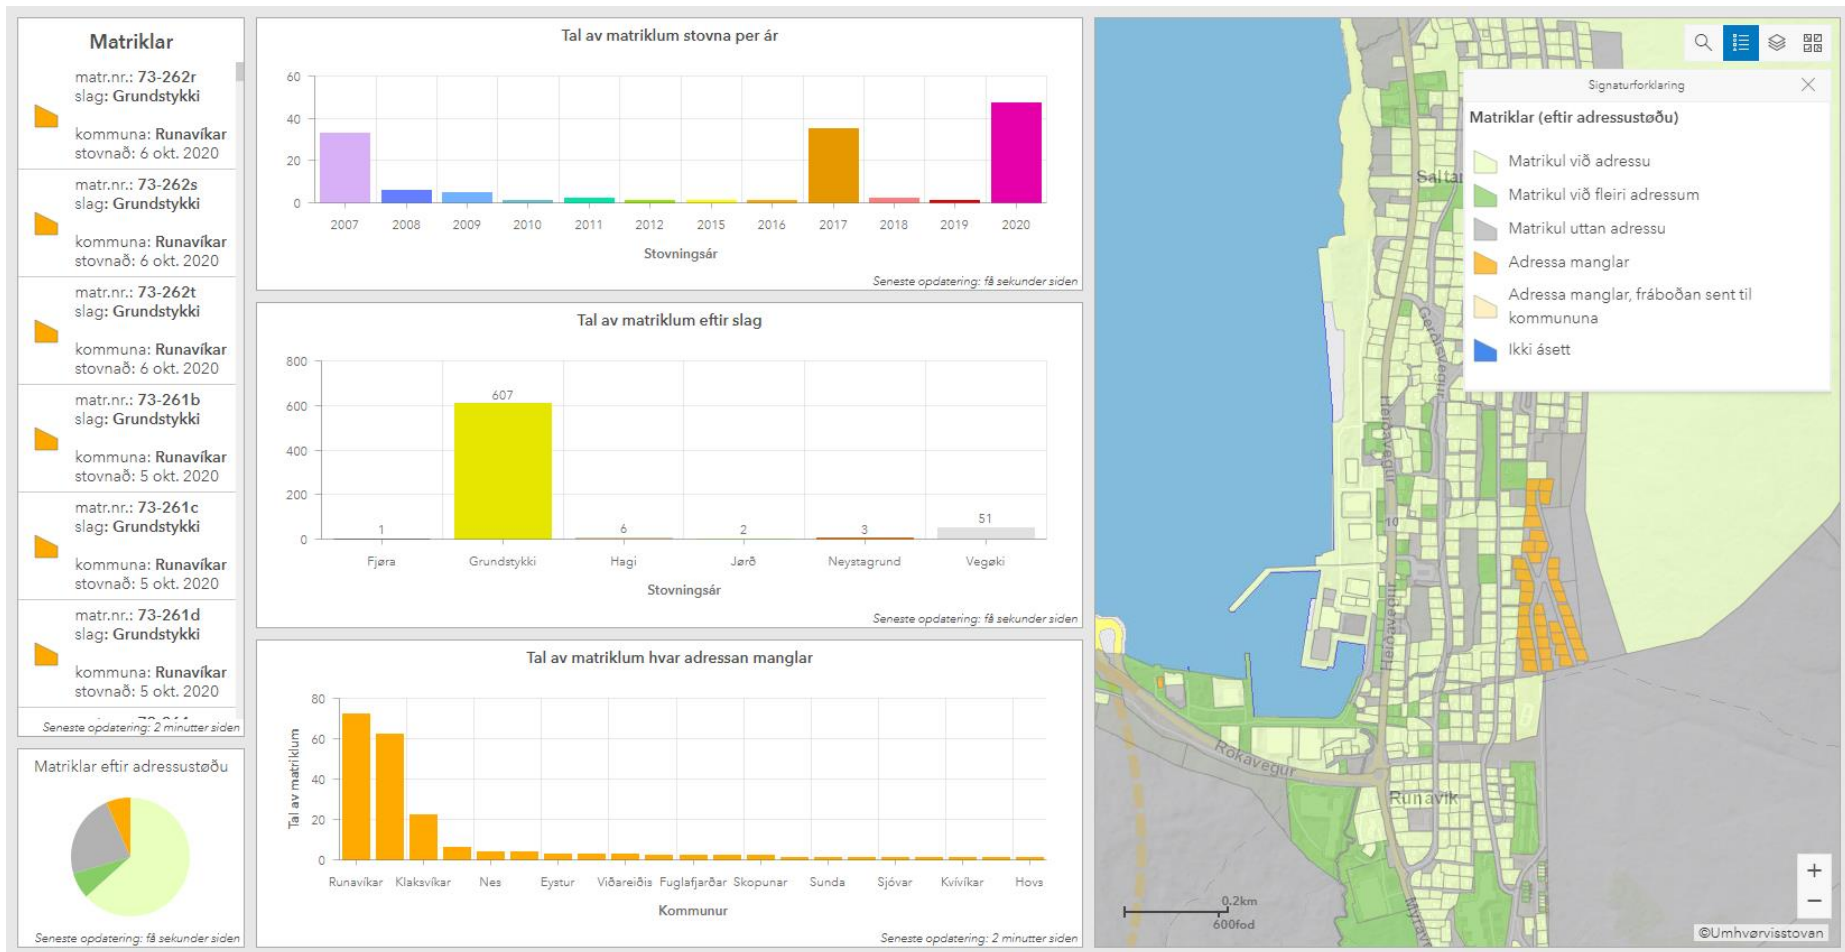 Matriklar
matr.nr.: 73-262r
slag: Grundstykki
kommuna: Runavíkar
stovnað: 6 okt. 2020
matr.nr.: 73-262s
slag: Grundstykki
kommuna: Runavíkar
stovnað: 6 okt. 2020
matr.nr.: 73-262t
slag: Grundstykki
kommuna: Runavíkar
stovnað: 6 okt. 2020
matr.nr.: 73-261b
slag: Grundstykki
kommuna: Runavíkar
stovnað: 5 okt. 2020
matr.nr.: 73-261c
slag: Grundstykki
kommuna: Runavíkar
stovnað: 5 okt. 2020
matr.nr.: 73-261d
slag: Grundstykki
kommuna: Runavíkar
stovnað: 5 okt. 2020
Seneste opdatering: 2 minutter siden
Matriklar eftir adressustøðu
Seneste opdatering: få sekunder siden
Tal av matriklum stovna per ár
60
40
20
0
2007 2008 2009 2010 2011 2012 2015 2016 2017 2018 2019 2020
Stovningsár
Seneste opdatering: få sekunder siden
Tal av matriklum eftir slag
800
600
400
200
0
1 607 6 2 3 51
Fjøra Grundstykki Hagi Jørð Neystagrund Vegøki
Stovningsár
Seneste opdatering: få sekunder siden
Tal av matriklum hvar adressan manglar
Tal av matriklum
80
60
40
20
0
Runavíkar Klaksvíkar Nes Eystur Viðareiðis Fuglafjarðar Skopunar Sunda Sjóvar Kvívíkar Hovs
Kommunur
Seneste opdatering: 2 minutter siden
Signaturforklaring
Matriklar (eftir adressustøðu)
Matrikul við adressu
Matrikul við fleiri adressum
Matrikul uttan adressu
Adressa manglar
Adressa manglar, fráboðan sent til
kommununa
Ikki ásett
Saltan
Gerðisvegur
Heiðavegur
10
Heiðavegur
Rókavegur
Runavík
0.2km
600fod
+
−
©Umhvørvisstovan